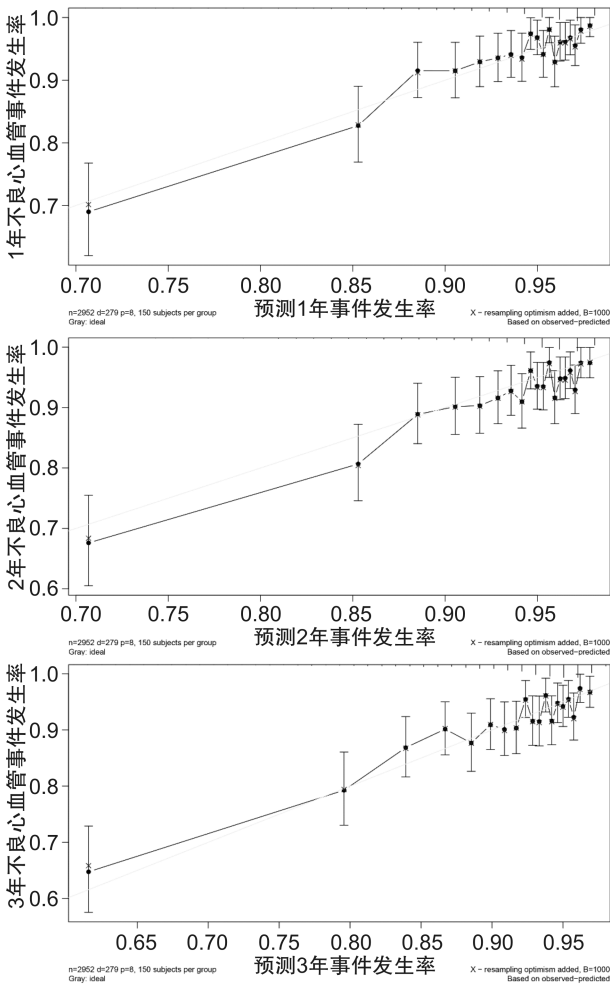 1年不良心血管事件发生率
1.0
0.9
0.8
0.7
0.70 0.75 0.80 0.85 0.90 0.95
预测1年事件发生率
n=2952 d=279 p=8, 150 subjects per group
Gray: ideal
X − resampling optimism added, B=1000
Based on observed−predicted
2年不良心血管事件发生率
1.0
0.9
0.8
0.7
0.6
0.70 0.75 0.80 0.85 0.90 0.95
预测2年事件发生率
n=2952 d=279 p=8, 150 subjects per group
Gray: ideal
X − resampling optimism added, B=1000
Based on observed−predicted
3年不良心血管事件发生率
1.0
0.9
0.8
0.7
0.6
0.65 0.70 0.75 0.80 0.85 0.90 0.95
预测3年事件发生率
n=2952 d=279 p=8, 150 subjects per group
Gray: ideal
X − resampling optimism added, B=1000
Based on observed−predicted